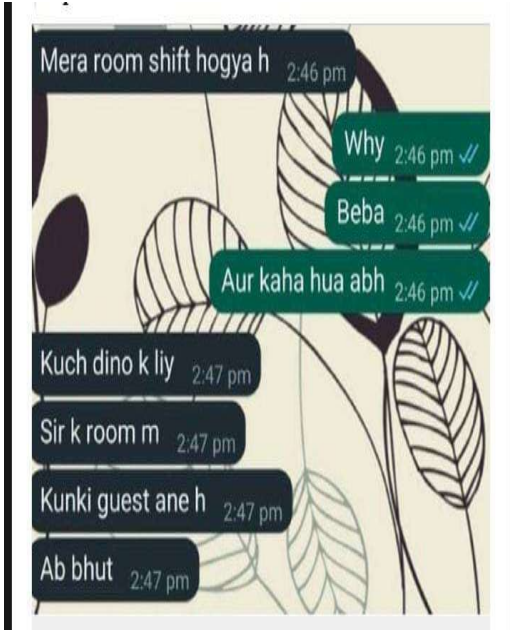 Mera room shift hogya h 2:46 pm
Why 2:46 pm
Beba 2:46 pm
Aur kaha hua abh 2:46 pm
Kuch dino k liy 2:47 pm
Sir k room m 2:47 pm
Kunki guest ane h 2:47 pm
Ab bhut 2:47 pm